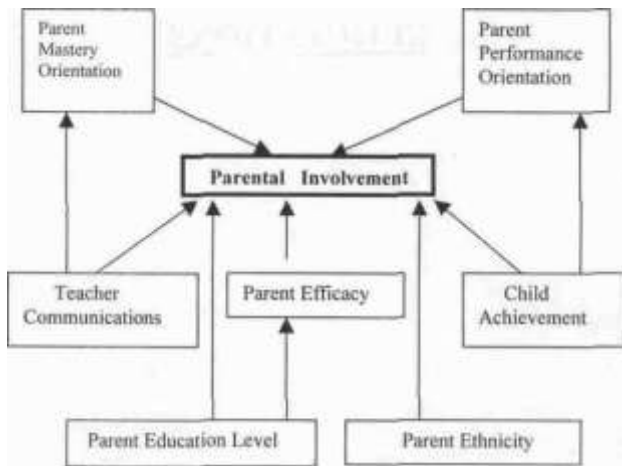 Parent
Mastery
Orientation
Parent
Performance
Orientation
Parental Involvement
Teacher
Communications
Parent Efficacy
Child
Achievement
Parent Education Level
Parent Ethnicity